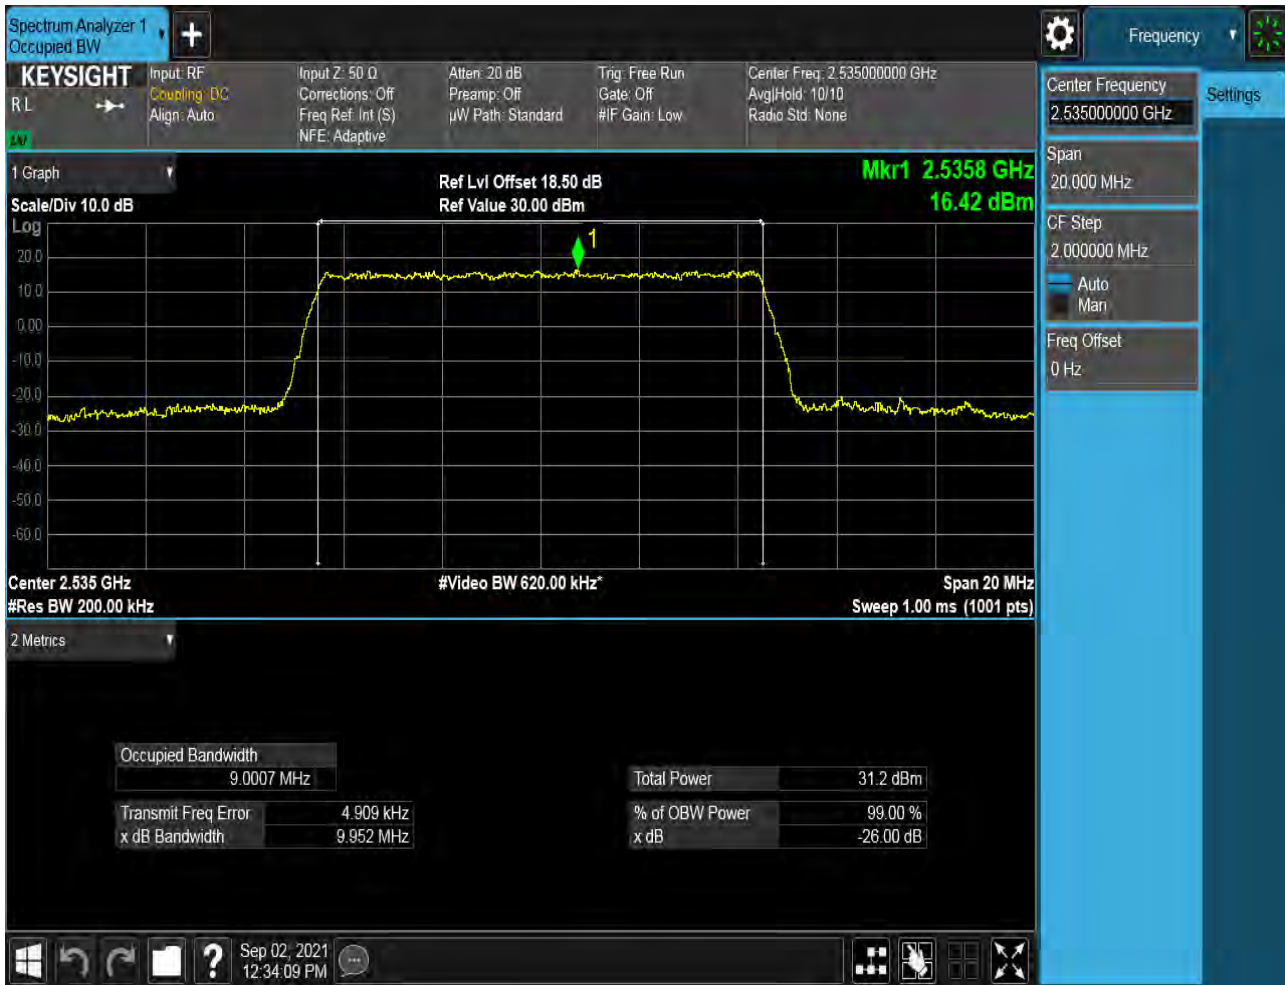 Spectrum Analyzer 1
Occupied BW
Frequency
KEYSIGHT
R L
Input: RF
Coupling: DC
Align: Auto
Input Z: 50 Ω
Corrections: Off
Freq Ref: Int (S)
NFE: Adaptive
Atten: 20 dB
Preamp: Off
µW Path: Standard
Trig: Free Run
Gate: Off
#IF Gain: Low
Center Freq: 2.535000000 GHz
Avg|Hold: 10/10
Radio Std: None
Center Frequency
2.535000000 GHz
Settings
Span
20.000 MHz
CF Step
2.000000 MHz
Auto
Man
Freq Offset
0 Hz
1 Graph
Scale/Div 10.0 dB
Ref Lvl Offset 18.50 dB
Ref Value 30.00 dBm
Mkr1 2.5358 GHz
16.42 dBm
Log
1
20.0
10.0
0.00
-10.0
-20.0
-30.0
-40.0
-50.0
-60.0
Center 2.535 GHz
#Video BW 620.00 kHz*
Span 20 MHz
#Res BW 200.00 kHz
Sweep 1.00 ms (1001 pts)
2 Metrics
Occupied Bandwidth
9.0007 MHz
Total Power 31.2 dBm
Transmit Freq Error 4.909 kHz
% of OBW Power 99.00 %
x dB Bandwidth 9.952 MHz
x dB -26.00 dB
?
Sep 02, 2021
12:34:09 PM